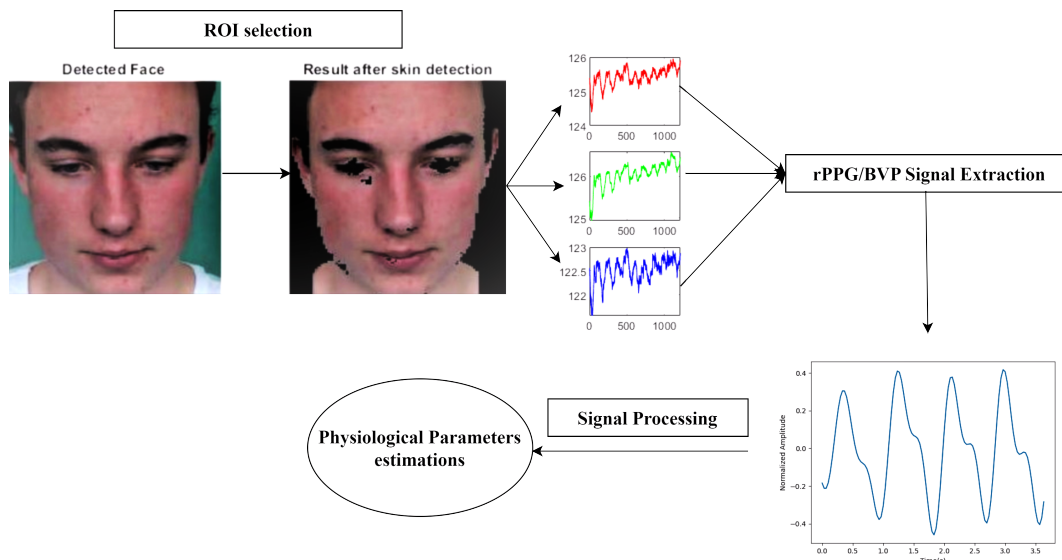 ROI selection
Detected Face
Result after skin detection
126
125
124
0 500 1000
126
125
0 500 1000
123
122.5
122
0 500 1000
rPPG/BVP Signal Extraction
Physiological Parameters
estimations
Signal Processing
Normalized Amplitude
0.4
0.2
0.0
−0.2
−0.4
0.0 0.5 1.0 1.5 2.0 2.5 3.0 3.5
Time(s)